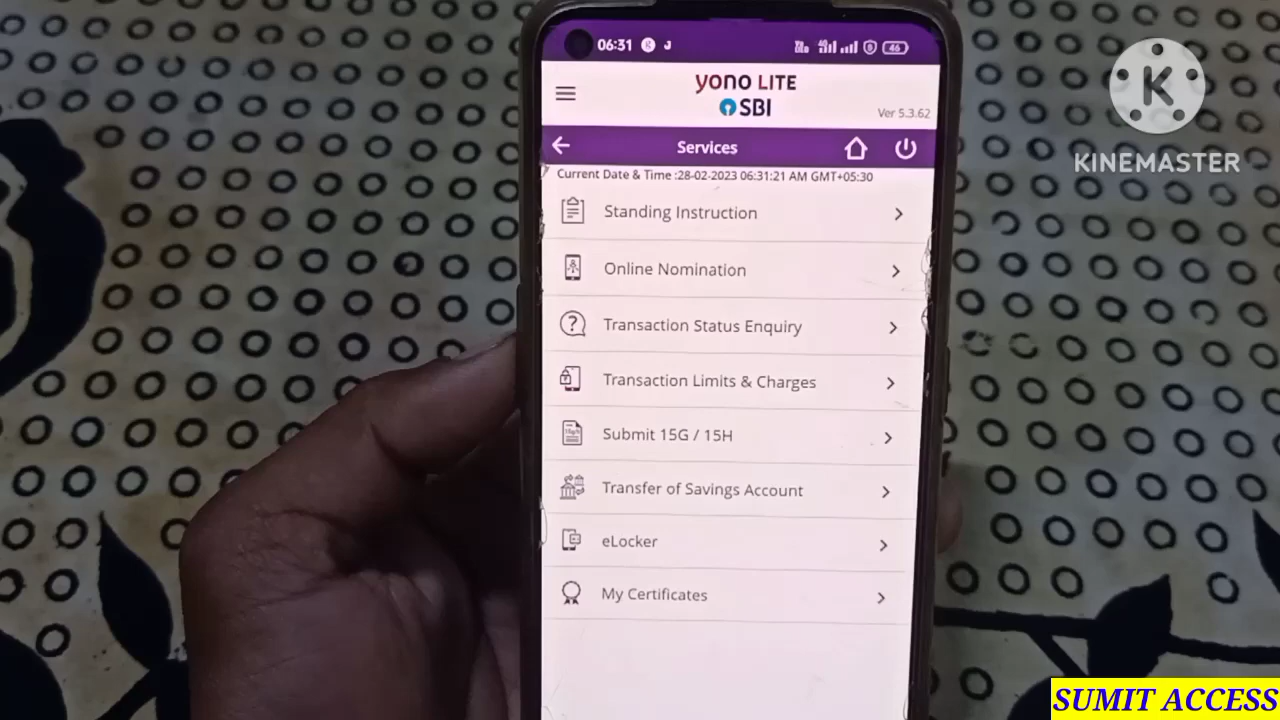 06:31
46
yono LITE
SBI
Ver 5.3.62
Services
Current Date & Time :28-02-2023 06:31:21 AM GMT+05:30
Standing Instruction
Online Nomination
Transaction Status Enquiry
Transaction Limits & Charges
Submit 15G / 15H
Transfer of Savings Account
eLocker
My Certificates
K
KINEMASTER
SUMIT ACCESS